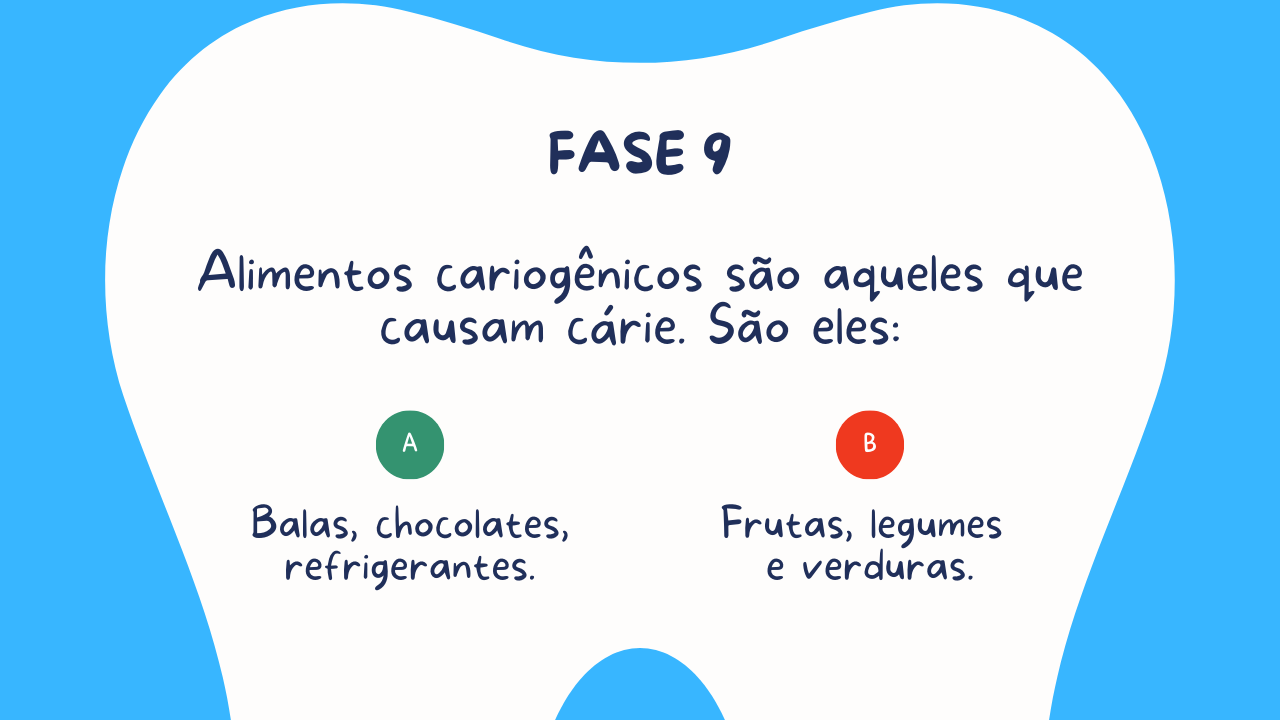 FASE 9
Alimentos cariogênicos são aqueles que
causam cárie. São eles:
A
B
Balas, chocolates,
refrigerantes.
Frutas, legumes
e verduras.